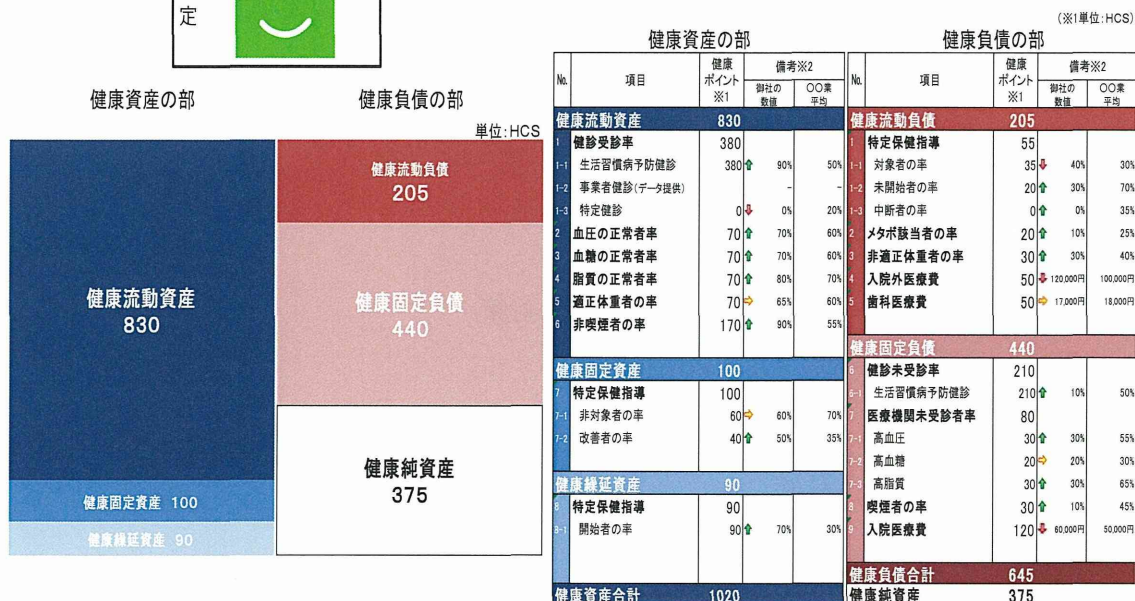 定
(※1単位:HCS)
健康資産の部 健康負債の部
単位:HCS
健康流動資産
830
健康固定資産 100
健康繰延資産 90
健康流動負債
205
健康固定負債
440
健康純資産
375
健康資産の部
No. 項目 健康ポイント※1 備考※2 御社の数値 〇〇業平均
健康流動資産 830
1 健診受診率 380
1-1 生活習慣病予防健診 380 90% 50%
1-2 事業者健診(データ提供) - -
1-3 特定健診 0 0% 20%
2 血圧の正常者率 70 70% 60%
3 血糖の正常者率 70 70% 60%
4 脂質の正常者率 70 80% 70%
5 適正体重者の率 70 65% 60%
6 非喫煙者の率 170 90% 55%
健康固定資産 100
7 特定保健指導 100
7-1 非対象者の率 60 60% 70%
7-2 改善者の率 40 50% 35%
健康繰延資産 90
8 特定保健指導 90
8-1 開始者の率 90 70% 30%
健康資産合計 1020
健康負債の部
No. 項目 健康ポイント※1 備考※2 御社の数値 〇〇業平均
健康流動負債 205
1 特定保健指導 55
1-1 対象者の率 35 40% 30%
1-2 未開始者の率 20 30% 70%
1-3 中断者の率 0 0% 35%
2 メタボ該当者の率 20 10% 25%
3 非適正体重者の率 30 30% 40%
4 入院外医療費 50 120,000円 100,000円
5 歯科医療費 50 17,000円 18,000円
健康固定負債 440
6 健診未受診率 210
6-1 生活習慣病予防健診 210 10% 50%
7 医療機関未受診者率 80
7-1 高血圧 30 30% 55%
7-2 高血糖 20 20% 30%
7-3 高脂質 30 30% 65%
8 喫煙者の率 30 10% 45%
9 入院医療費 120 60,000円 50,000円
健康負債合計 645
健康純資産 375